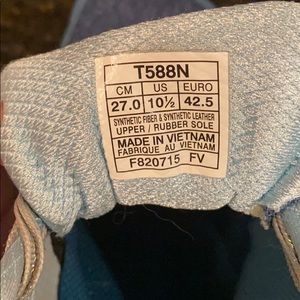 T588N
CM US EURO
27.0 10½ 42.5
SYNTHETIC FIBER & SYNTHETIC LEATHER
UPPER / RUBBER SOLE
MADE IN VIETNAM
FABRIQUE AU VIETNAM
F820715 FV